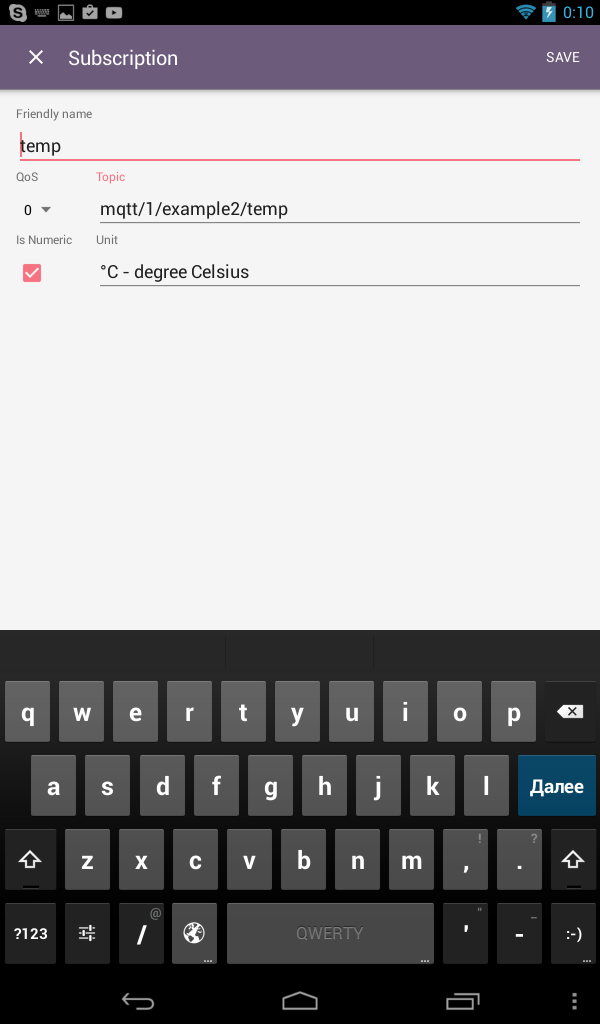 0:10
Subscription SAVE
Friendly name
temp
QoS Topic
0 mqtt/1/example2/temp
Is Numeric Unit
°C - degree Celsius
q w e r t y u i o p
a s d f g h j k l Далее
z x c v b n m , ! . ?
?123 / @ QWERTY ... ' " - _ :-) ...